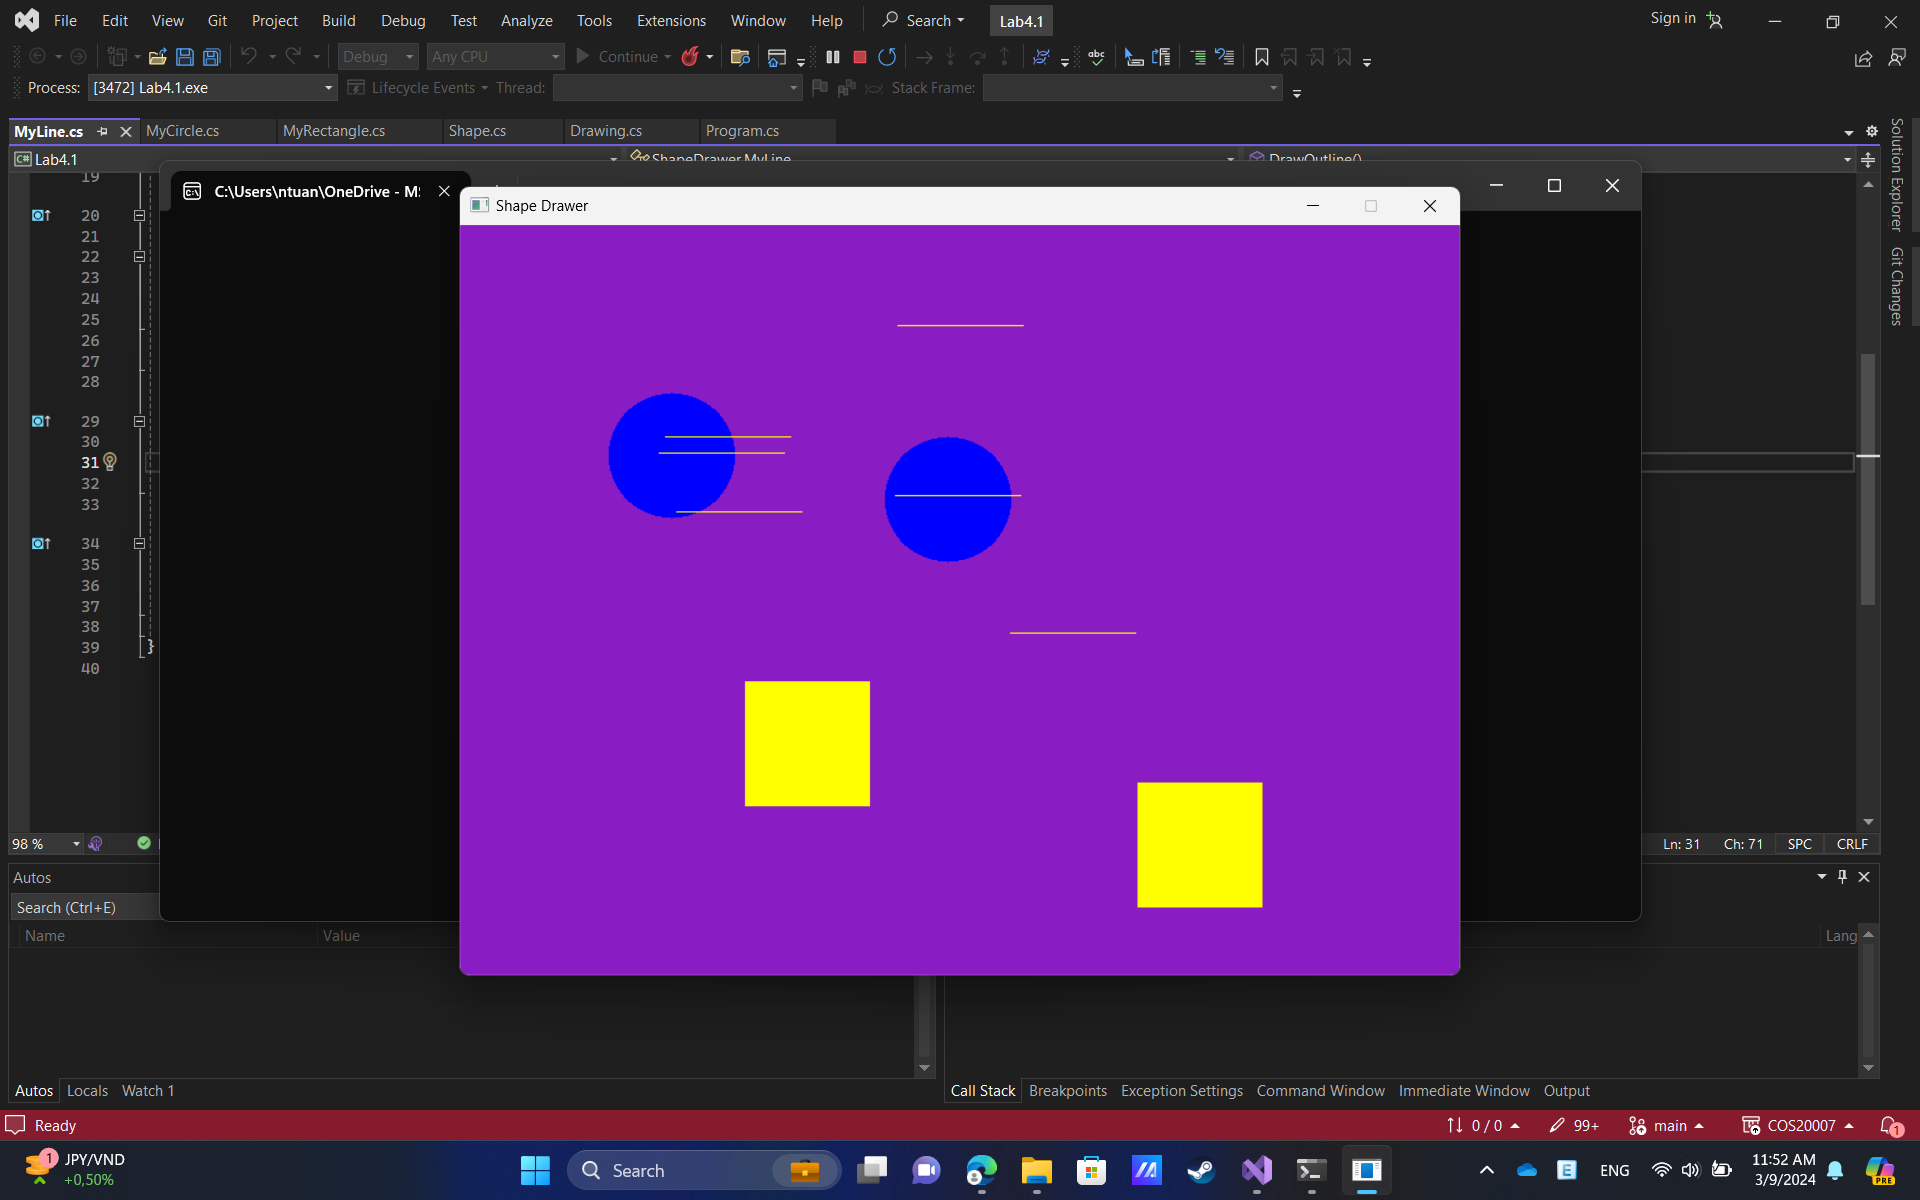 File Edit View Git Project Build Debug Test Analyze Tools Extensions Window Help Search Lab4.1 Sign in
Debug Any CPU Continue
Process: [3472] Lab4.1.exe Lifecycle Events Thread: Stack Frame:
MyLine.cs MyCircle.cs MyRectangle.cs Shape.cs Drawing.cs Program.cs
C# Lab4.1 ShapeDrawer.MyLine DrawOutline()
Solution Explorer
Git Changes
C:\Users\ntuan\OneDrive - M
Shape Drawer
19
20
21
22
23
24
25
26
27
28
29
30
31
32
33
34
35
36
37
38
39 }
40
98 % Ln: 31 Ch: 71 SPC CRLF
Autos
Search (Ctrl+E)
Name Value Lang
Autos Locals Watch 1
Call Stack Breakpoints Exception Settings Command Window Immediate Window Output
Ready 0 / 0 99+ main COS20007 1
1 JPY/VND
+0,50%
Search
ENG
11:52 AM
3/9/2024
PRE